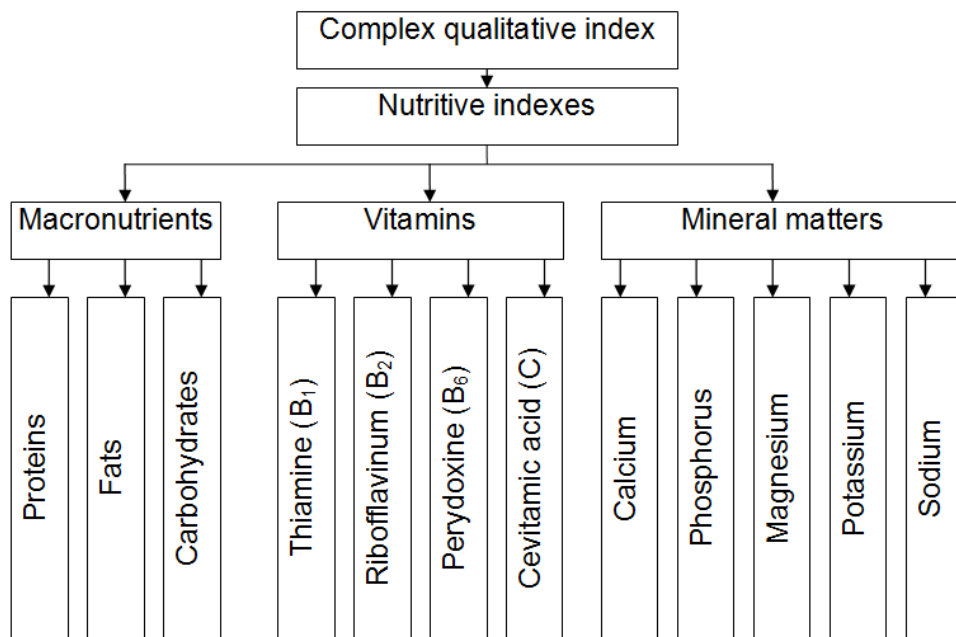 Complex qualitative index
Nutritive indexes
Macronutrients
Vitamins
Mineral matters
Proteins
Fats
Carbohydrates
Thiamine (B₁)
Ribofflavinum (B₂)
Perydoxine (B₆)
Cevitamic acid (C)
Calcium
Phosphorus
Magnesium
Potassium
Sodium